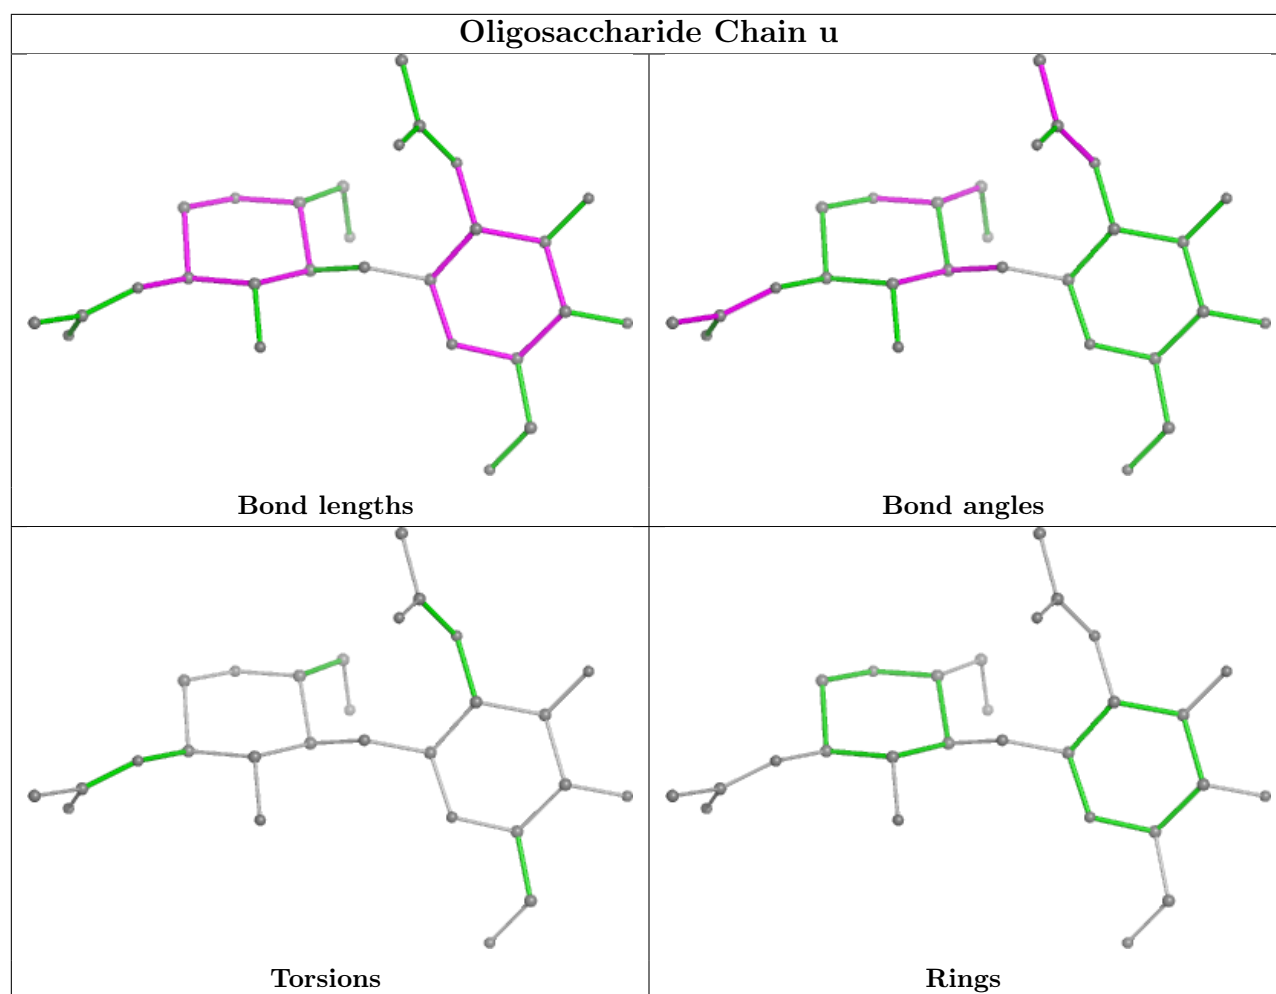 Oligosaccharide Chain u
Bond lengths
Bond angles
Torsions
Rings